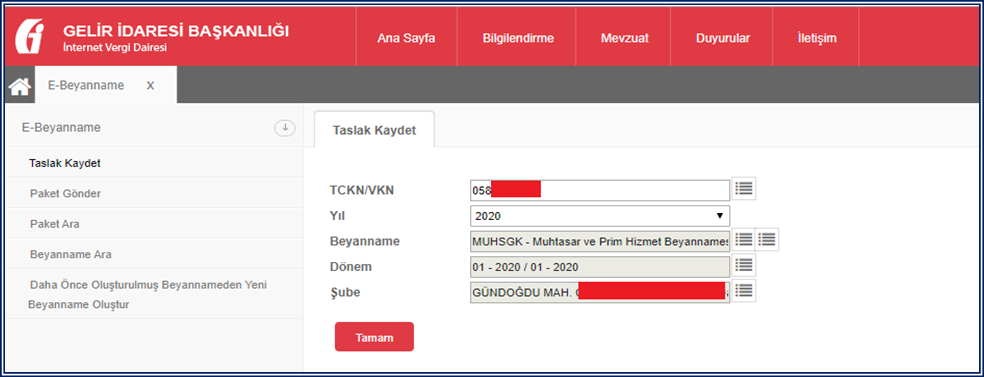 GELİR İDARESİ BAŞKANLIĞI
İnternet Vergi Dairesi
Ana Sayfa
Bilgilendirme
Mevzuat
Duyurular
İletişim
E-Beyanname X
E-Beyanname
Taslak Kaydet
Paket Gönder
Paket Ara
Beyanname Ara
Daha Önce Oluşturulmuş Beyannameden Yeni
Beyanname Oluştur
Taslak Kaydet
TCKN/VKN 058
Yıl 2020
Beyanname MUHSGK - Muhtasar ve Prim Hizmet Beyannames
Dönem 01 - 2020 / 01 - 2020
Şube GÜNDOĞDU MAH.
Tamam